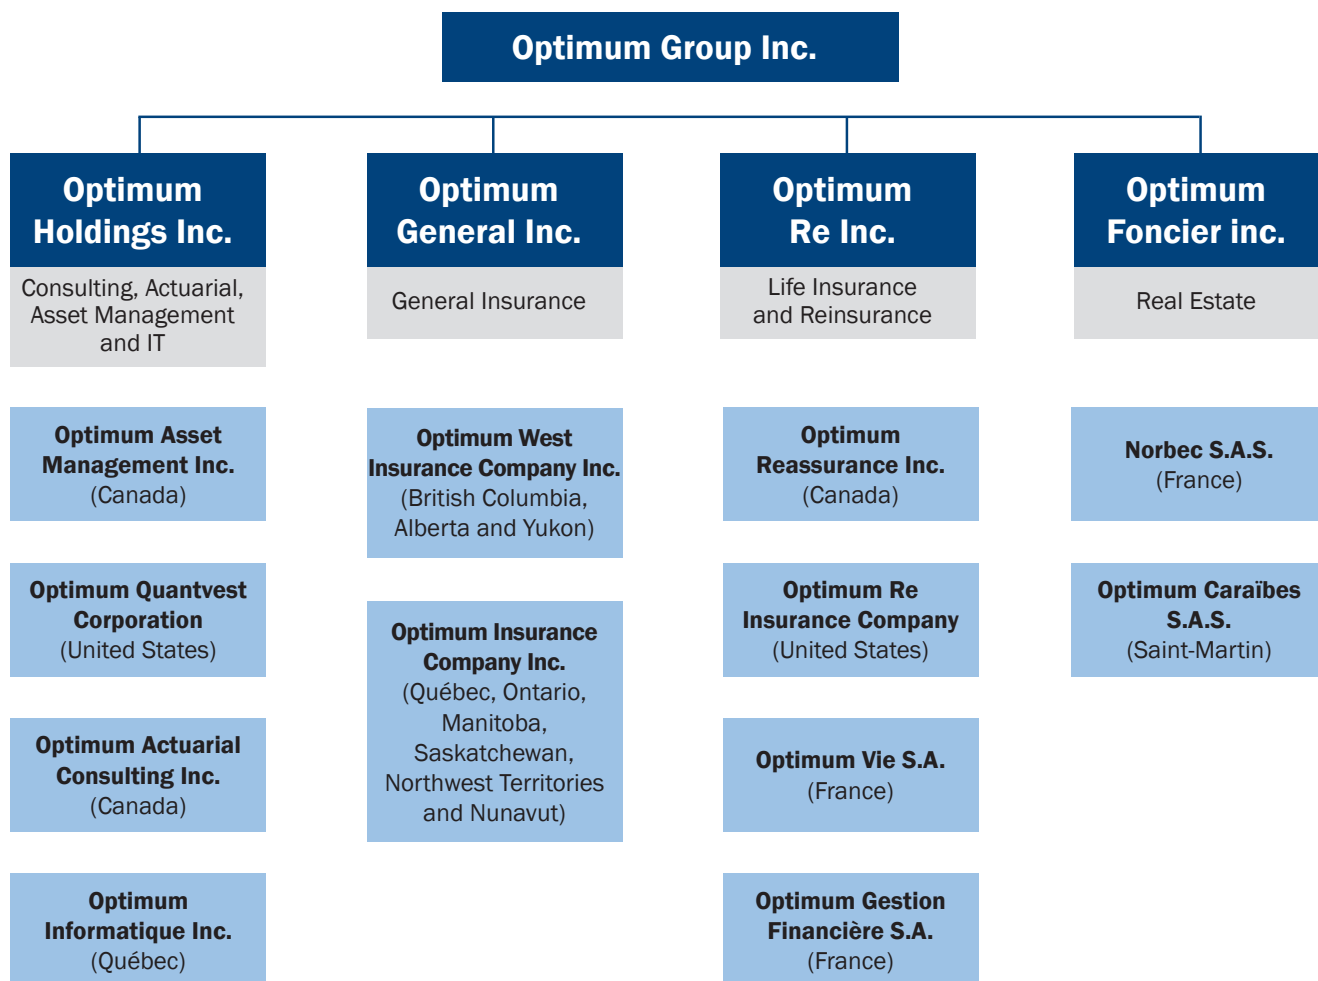 Optimum Group Inc.
Optimum
Holdings Inc.
Consulting, Actuarial,
Asset Management
and IT
Optimum Asset
Management Inc.
(Canada)
Optimum Quantvest
Corporation
(United States)
Optimum Actuarial
Consulting Inc.
(Canada)
Optimum
Informatique Inc.
(Québec)
Optimum
General Inc.
General Insurance
Optimum West
Insurance Company Inc.
(British Columbia,
Alberta and Yukon)
Optimum Insurance
Company Inc.
(Québec, Ontario,
Manitoba,
Saskatchewan,
Northwest Territories
and Nunavut)
Optimum
Re Inc.
Life Insurance
and Reinsurance
Optimum
Reassurance Inc.
(Canada)
Optimum Re
Insurance Company
(United States)
Optimum Vie S.A.
(France)
Optimum Gestion
Financière S.A.
(France)
Optimum
Foncier inc.
Real Estate
Norbec S.A.S.
(France)
Optimum Caraïbes
S.A.S.
(Saint-Martin)